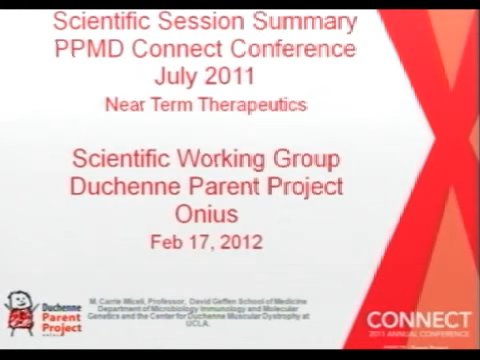 Scientific Session Summary
PPMD Connect Conference
July 2011
Near Term Therapeutics
Scientific Working Group
Duchenne Parent Project
Onius
Feb 17, 2012
Duchenne
Parent
Project
M. Carrie Miceli, Professor, David Geffen School of Medicine
Department of Microbiology Immunology and Molecular
Genetics and the Center for Duchenne Muscular Dystrophy at
UCLA.
CONNECT
2011 ANNUAL CONFERENCE